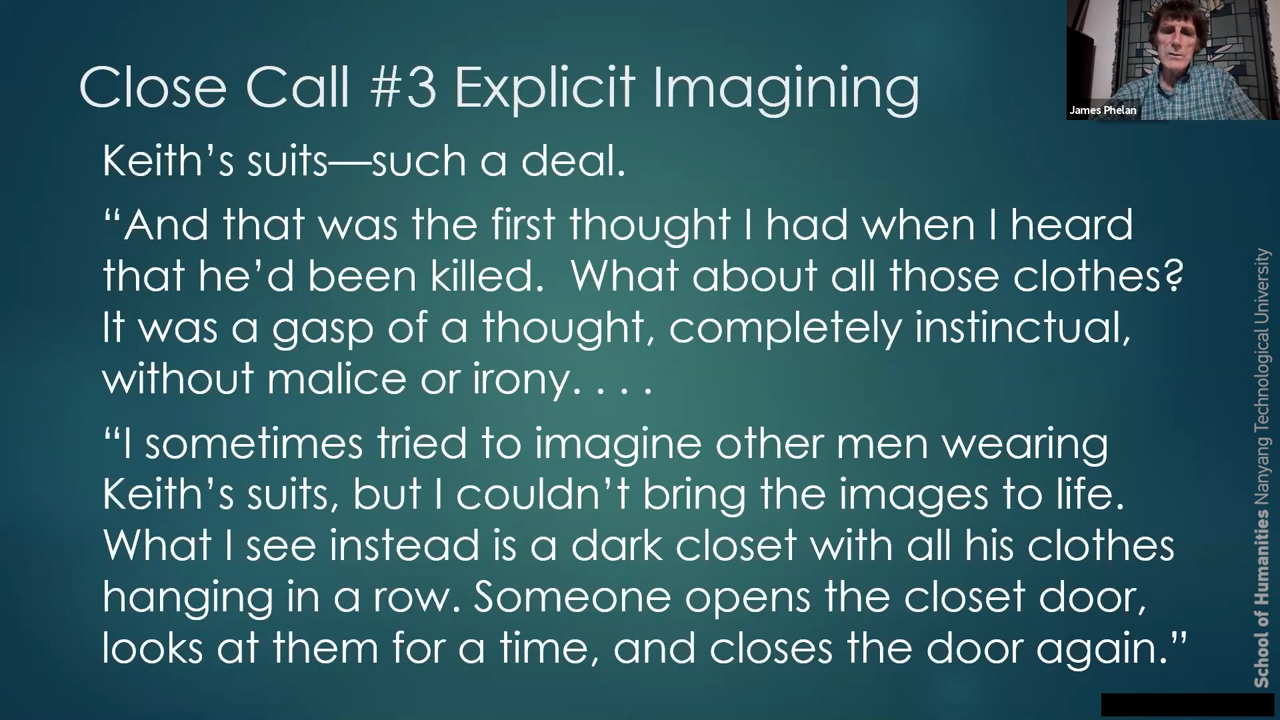 Close Call #3 Explicit Imagining
James Phelan
Keith’s suits—such a deal.
“And that was the first thought I had when I heard
that he’d been killed.  What about all those clothes?
It was a gasp of a thought, completely instinctual,
without malice or irony. . . .
“I sometimes tried to imagine other men wearing
Keith’s suits, but I couldn’t bring the images to life.
What I see instead is a dark closet with all his clothes
hanging in a row. Someone opens the closet door,
looks at them for a time, and closes the door again.”
School of Humanities Nanyang Technological University